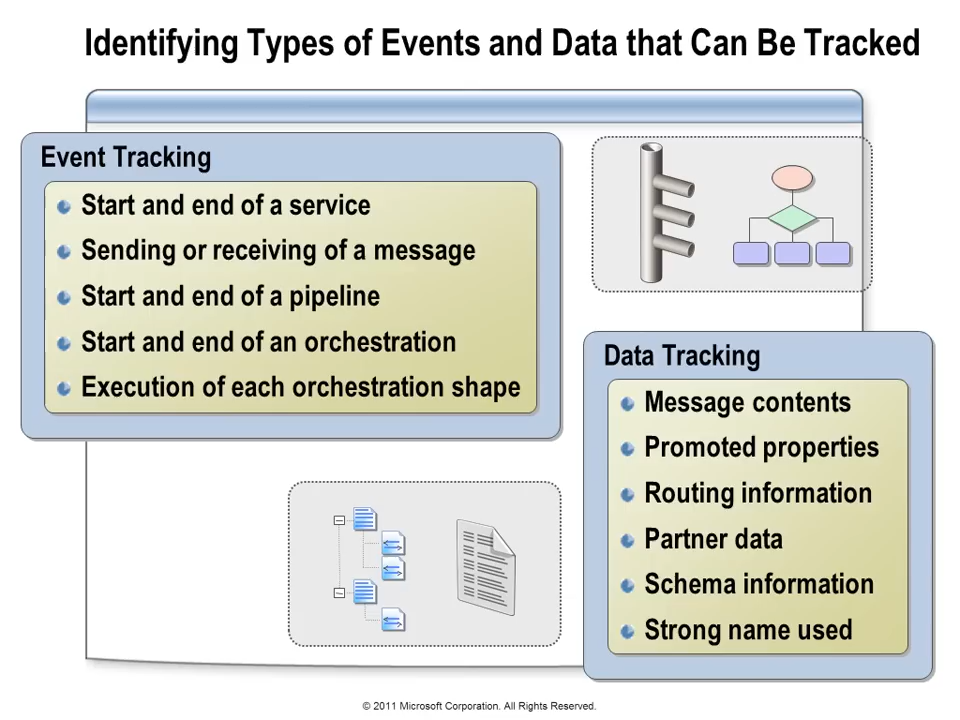 Identifying Types of Events and Data that Can Be Tracked
Event Tracking
Start and end of a service
Sending or receiving of a message
Start and end of a pipeline
Start and end of an orchestration
Execution of each orchestration shape
Data Tracking
Message contents
Promoted properties
Routing information
Partner data
Schema information
Strong name used
© 2011 Microsoft Corporation. All Rights Reserved.